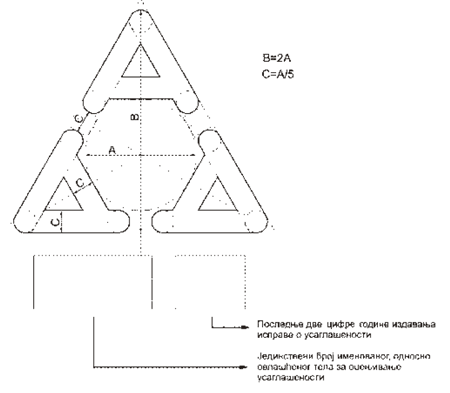 B=2A
C=A/5
C
B
A
C
C
Последње две цифре године издавања
исправе о усаглашености
Јединствени број именованог, односно
овлашћеног тела за оцењивање
усаглашености